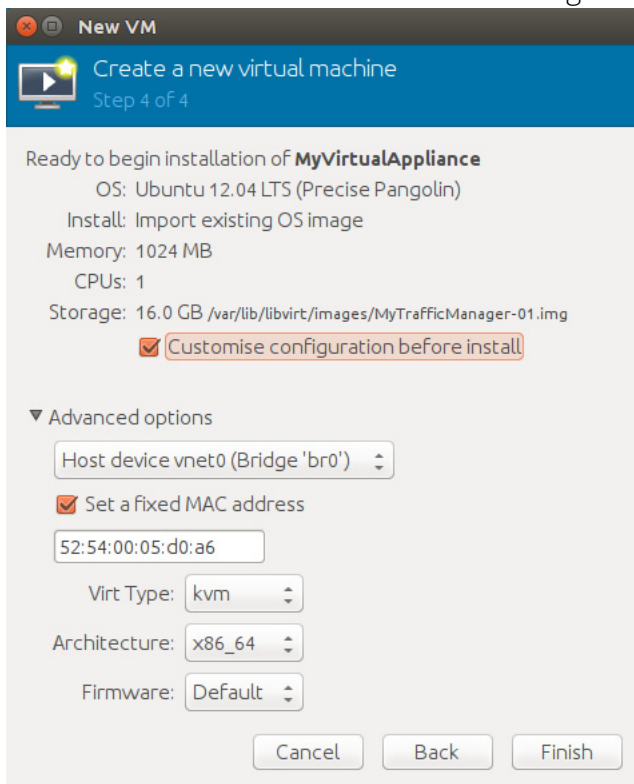 New VM
Create a new virtual machine
Step 4 of 4
Ready to begin installation of MyVirtualAppliance
OS: Ubuntu 12.04 LTS (Precise Pangolin)
Install: Import existing OS image
Memory: 1024 MB
CPUs: 1
Storage: 16.0 GB /var/lib/libvirt/images/MyTrafficManager-01.img
Customise configuration before install
Advanced options
Host device vnet0 (Bridge 'br0')
Set a fixed MAC address
52:54:00:05:d0:a6
Virt Type: kvm
Architecture: x86_64
Firmware: Default
Cancel Back Finish